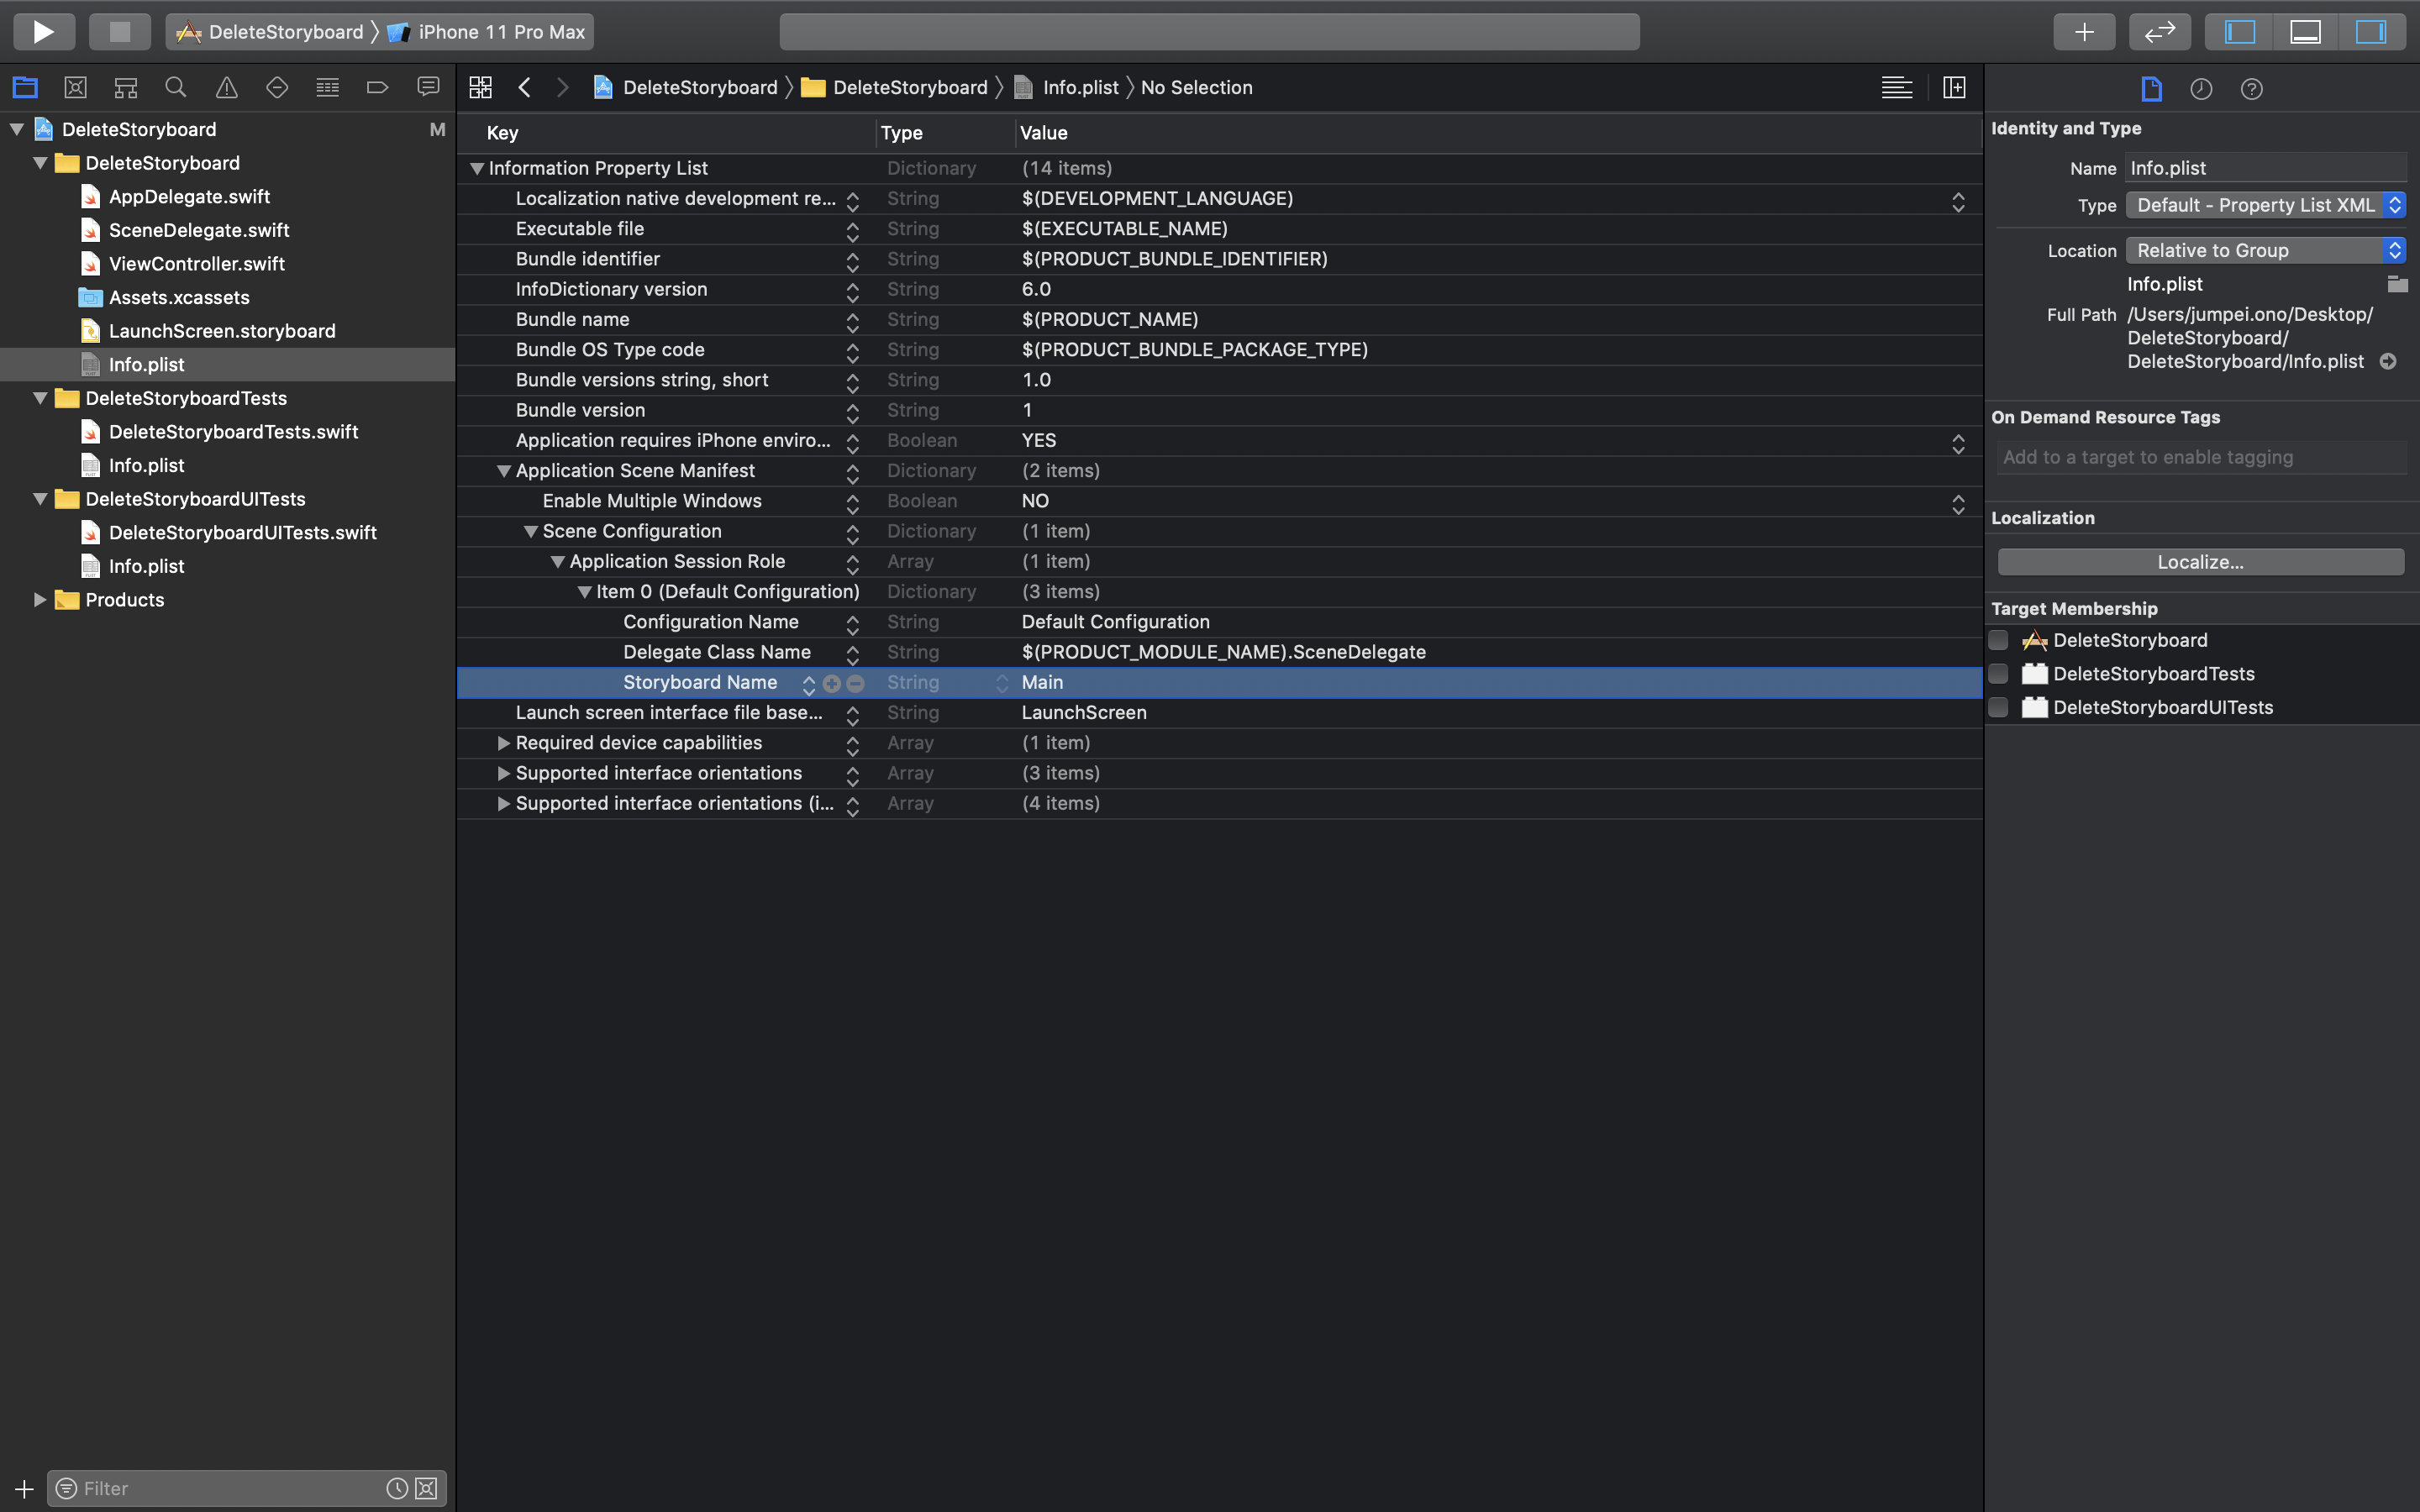 DeleteStoryboard 〉 iPhone 11 Pro Max
DeleteStoryboard 〉 DeleteStoryboard 〉 Info.plist 〉 No Selection
DeleteStoryboard M
DeleteStoryboard
AppDelegate.swift
SceneDelegate.swift
ViewController.swift
Assets.xcassets
LaunchScreen.storyboard
Info.plist
DeleteStoryboardTests
DeleteStoryboardTests.swift
Info.plist
DeleteStoryboardUITests
DeleteStoryboardUITests.swift
Info.plist
Products
Filter
Key Type Value
Information Property List Dictionary (14 items)
Localization native development re... String $(DEVELOPMENT_LANGUAGE)
Executable file String $(EXECUTABLE_NAME)
Bundle identifier String $(PRODUCT_BUNDLE_IDENTIFIER)
InfoDictionary version String 6.0
Bundle name String $(PRODUCT_NAME)
Bundle OS Type code String $(PRODUCT_BUNDLE_PACKAGE_TYPE)
Bundle versions string, short String 1.0
Bundle version String 1
Application requires iPhone enviro... Boolean YES
Application Scene Manifest Dictionary (2 items)
Enable Multiple Windows Boolean NO
Scene Configuration Dictionary (1 item)
Application Session Role Array (1 item)
Item 0 (Default Configuration) Dictionary (3 items)
Configuration Name String Default Configuration
Delegate Class Name String $(PRODUCT_MODULE_NAME).SceneDelegate
Storyboard Name String Main
Launch screen interface file base... String LaunchScreen
Required device capabilities Array (1 item)
Supported interface orientations Array (3 items)
Supported interface orientations (i... Array (4 items)
Identity and Type
Name Info.plist
Type Default - Property List XML
Location Relative to Group
Info.plist
Full Path /Users/jumpei.ono/Desktop/
DeleteStoryboard/
DeleteStoryboard/Info.plist
On Demand Resource Tags
Add to a target to enable tagging
Localization
Localize...
Target Membership
DeleteStoryboard
DeleteStoryboardTests
DeleteStoryboardUITests